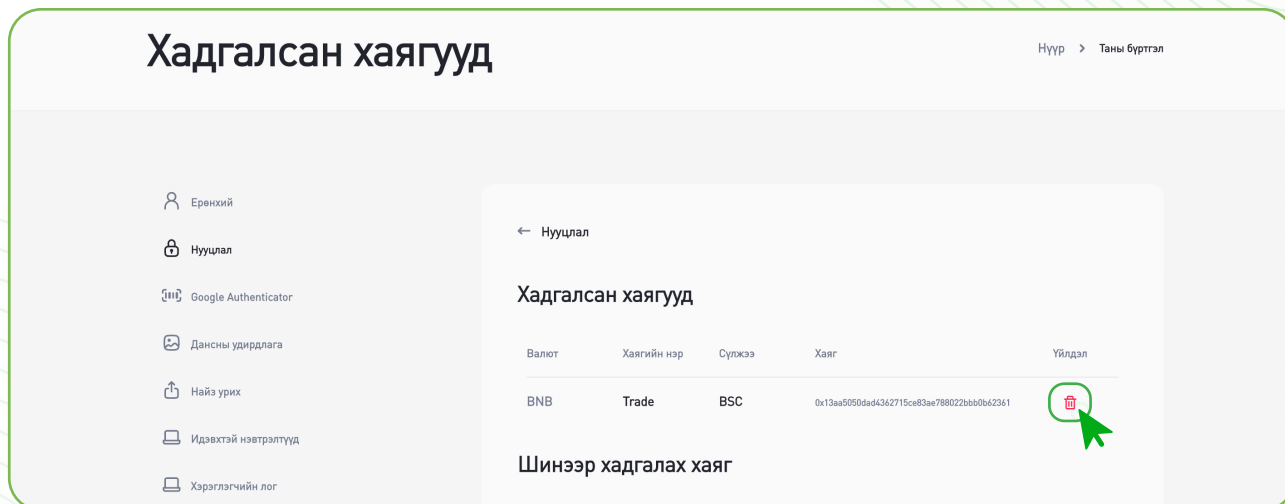 Хадгалсан хаягууд
Нүүр > Таны бүртгэл
Ерөнхий
Нууцлал
Google Authenticator
Дансны удирдлага
Найз урих
Идэвхтэй нэвтрэлтүүд
Хэрэглэгчийн лог
← Нууцлал
Хадгалсан хаягууд
Валют Хаягийн нэр Сүлжээ Хаяг Үйлдэл
BNB Trade BSC 0x13aa5050dad4362715ce83ae788022bbb0b62361
Шинээр хадгалах хаяг